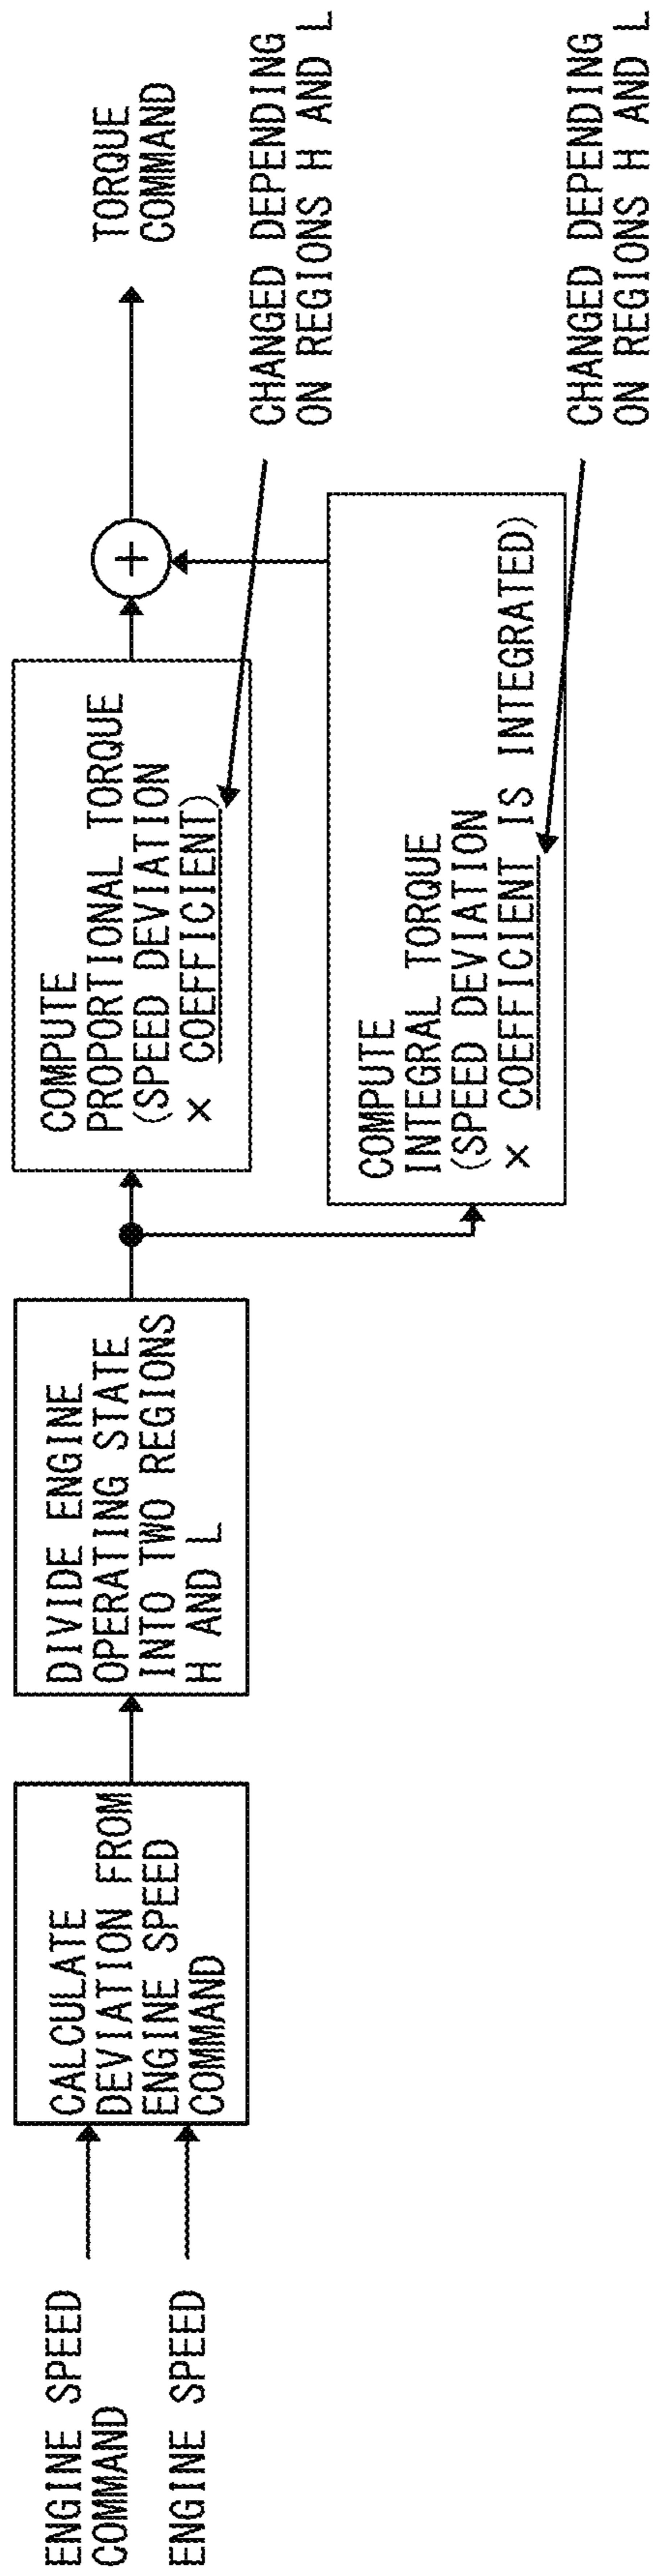 ENGINE SPEED
COMMAND
ENGINE SPEED
CALCULATE
DEVIATION FROM
ENGINE SPEED
COMMAND
DIVIDE ENGINE
OPERATING STATE
INTO TWO REGIONS
H AND L
COMPUTE
PROPORTIONAL TORQUE
(SPEED DEVIATION
× COEFFICIENT)
COMPUTE
INTEGRAL TORQUE
(SPEED DEVIATION
× COEFFICIENT IS INTEGRATED)
+
TORQUE
COMMAND
CHANGED DEPENDING
ON REGIONS H AND L
CHANGED DEPENDING
ON REGIONS H AND L